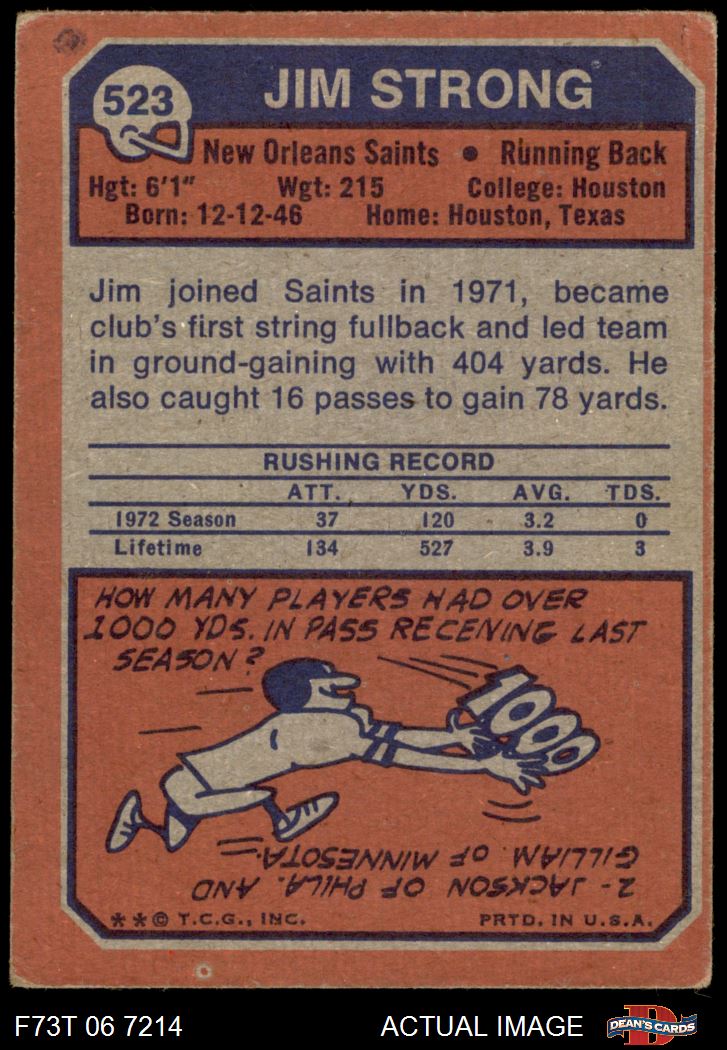 523
JIM STRONG
New Orleans Saints • Running Back
Hgt: 6'1" Wgt: 215 College: Houston
Born: 12-12-46 Home: Houston, Texas
Jim joined Saints in 1971, became
club's first string fullback and led team
in ground-gaining with 404 yards. He
also caught 16 passes to gain 78 yards.
RUSHING RECORD
ATT. YDS. AVG. TDS.
1972 Season 37 120 3.2 0
Lifetime 134 527 3.9 3
HOW MANY PLAYERS HAD OVER
1000 YDS. IN PASS RECEIVING LAST
SEASON?
1000
2 - JACKSON OF PHILA. AND
GILLIAM OF MINNESOTA.
**© T.C.G., INC. PRTD. IN U.S.A.
F73T 06 7214 ACTUAL IMAGE D DEAN'S CARDS